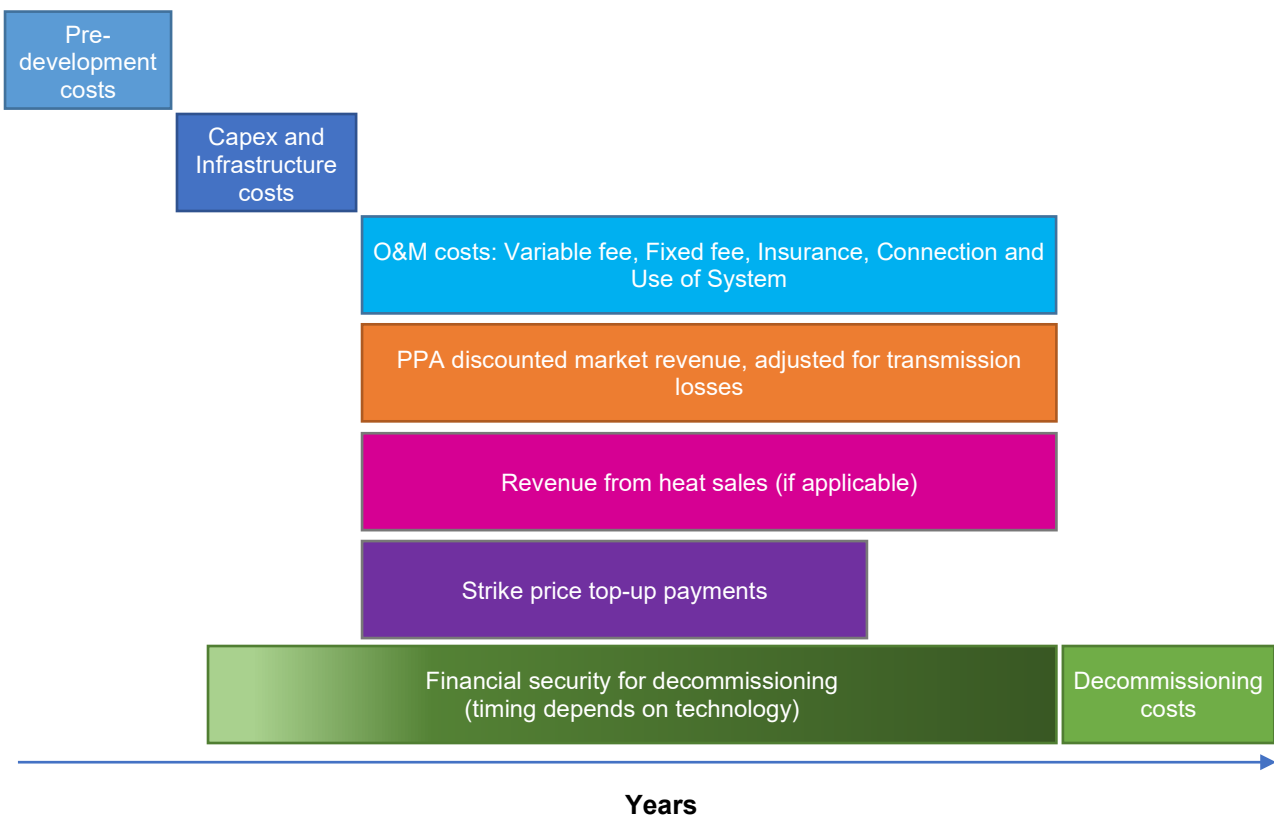 Pre-
development
costs
Capex and
Infrastructure
costs
O&M costs: Variable fee, Fixed fee, Insurance, Connection and
Use of System
PPA discounted market revenue, adjusted for transmission
losses
Revenue from heat sales (if applicable)
Strike price top-up payments
Financial security for decommissioning
(timing depends on technology)
Decommissioning
costs
Years